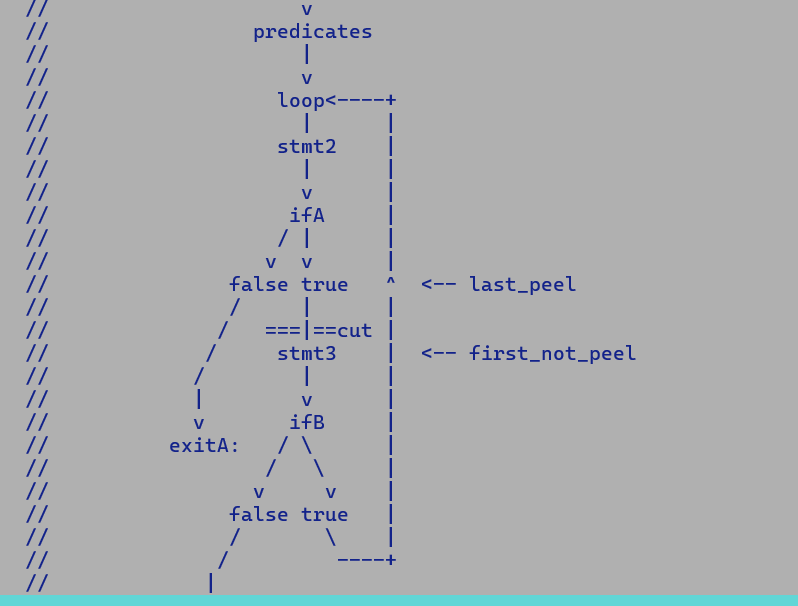 //                     v
//                 predicates
//                     |
//                     v
//                   loop<----+
//                     |      |
//                   stmt2    |
//                     |      |
//                     v      |
//                    ifA     |
//                   / |      |
//                  v  v      |
//               false true   ^  <-- last_peel
//               /     |      |
//              /   ===|==cut |
//             /     stmt3    |  <-- first_not_peel
//            /        |      |
//            |        v      |
//            v       ifB     |
//          exitA:   / \      |
//                  /   \     |
//                 v     v    |
//               false true   |
//               /       \    |
//              /         ----+
//             |